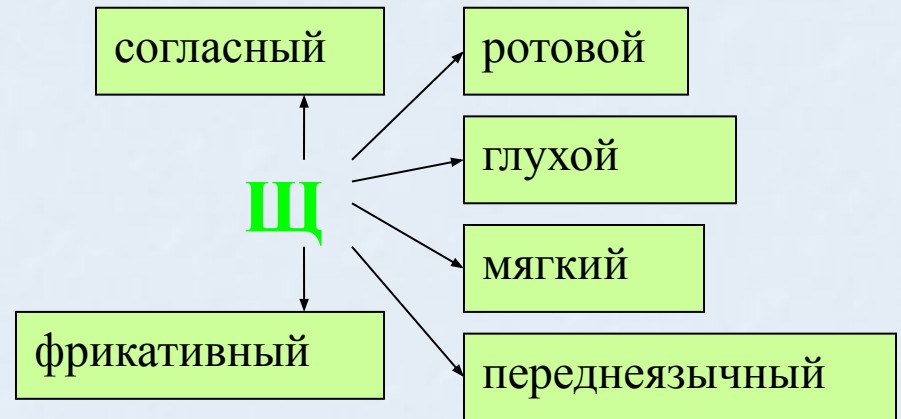 согласный
ротовой
глухой
Щ
мягкий
фрикативный
переднеязычный